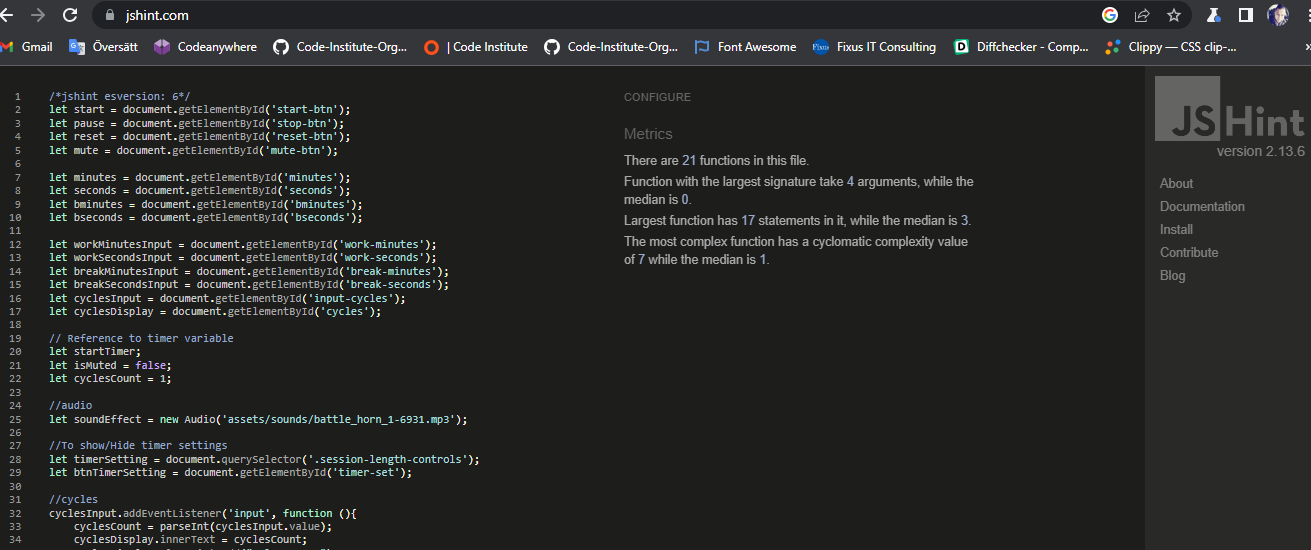 jshint.com
Gmail
Översätt
Codeanywhere
Code-Institute-Org...
| Code Institute
Code-Institute-Org...
Font Awesome
Fixus IT Consulting
Diffchecker - Comp...
Clippy — CSS clip-...
»
1 /*jshint esversion: 6*/
2 let start = document.getElementById('start-btn');
3 let pause = document.getElementById('stop-btn');
4 let reset = document.getElementById('reset-btn');
5 let mute = document.getElementById('mute-btn');
6
7 let minutes = document.getElementById('minutes');
8 let seconds = document.getElementById('seconds');
9 let bminutes = document.getElementById('bminutes');
10 let bseconds = document.getElementById('bseconds');
11
12 let workMinutesInput = document.getElementById('work-minutes');
13 let workSecondsInput = document.getElementById('work-seconds');
14 let breakMinutesInput = document.getElementById('break-minutes');
15 let breakSecondsInput = document.getElementById('break-seconds');
16 let cyclesInput = document.getElementById('input-cycles');
17 let cyclesDisplay = document.getElementById('cycles');
18
19 // Reference to timer variable
20 let startTimer;
21 let isMuted = false;
22 let cyclesCount = 1;
23
24 //audio
25 let soundEffect = new Audio('assets/sounds/battle_horn_1-6931.mp3');
26
27 //To show/Hide timer settings
28 let timerSetting = document.querySelector('.session-length-controls');
29 let btnTimerSetting = document.getElementById('timer-set');
30
31 //cycles
32 cyclesInput.addEventListener('input', function (){
33 cyclesCount = parseInt(cyclesInput.value);
34 cyclesDisplay.innerText = cyclesCount;
CONFIGURE
Metrics
There are 21 functions in this file.
Function with the largest signature take 4 arguments, while the
median is 0.
Largest function has 17 statements in it, while the median is 3.
The most complex function has a cyclomatic complexity value
of 7 while the median is 1.
JSHint
version 2.13.6
About
Documentation
Install
Contribute
Blog